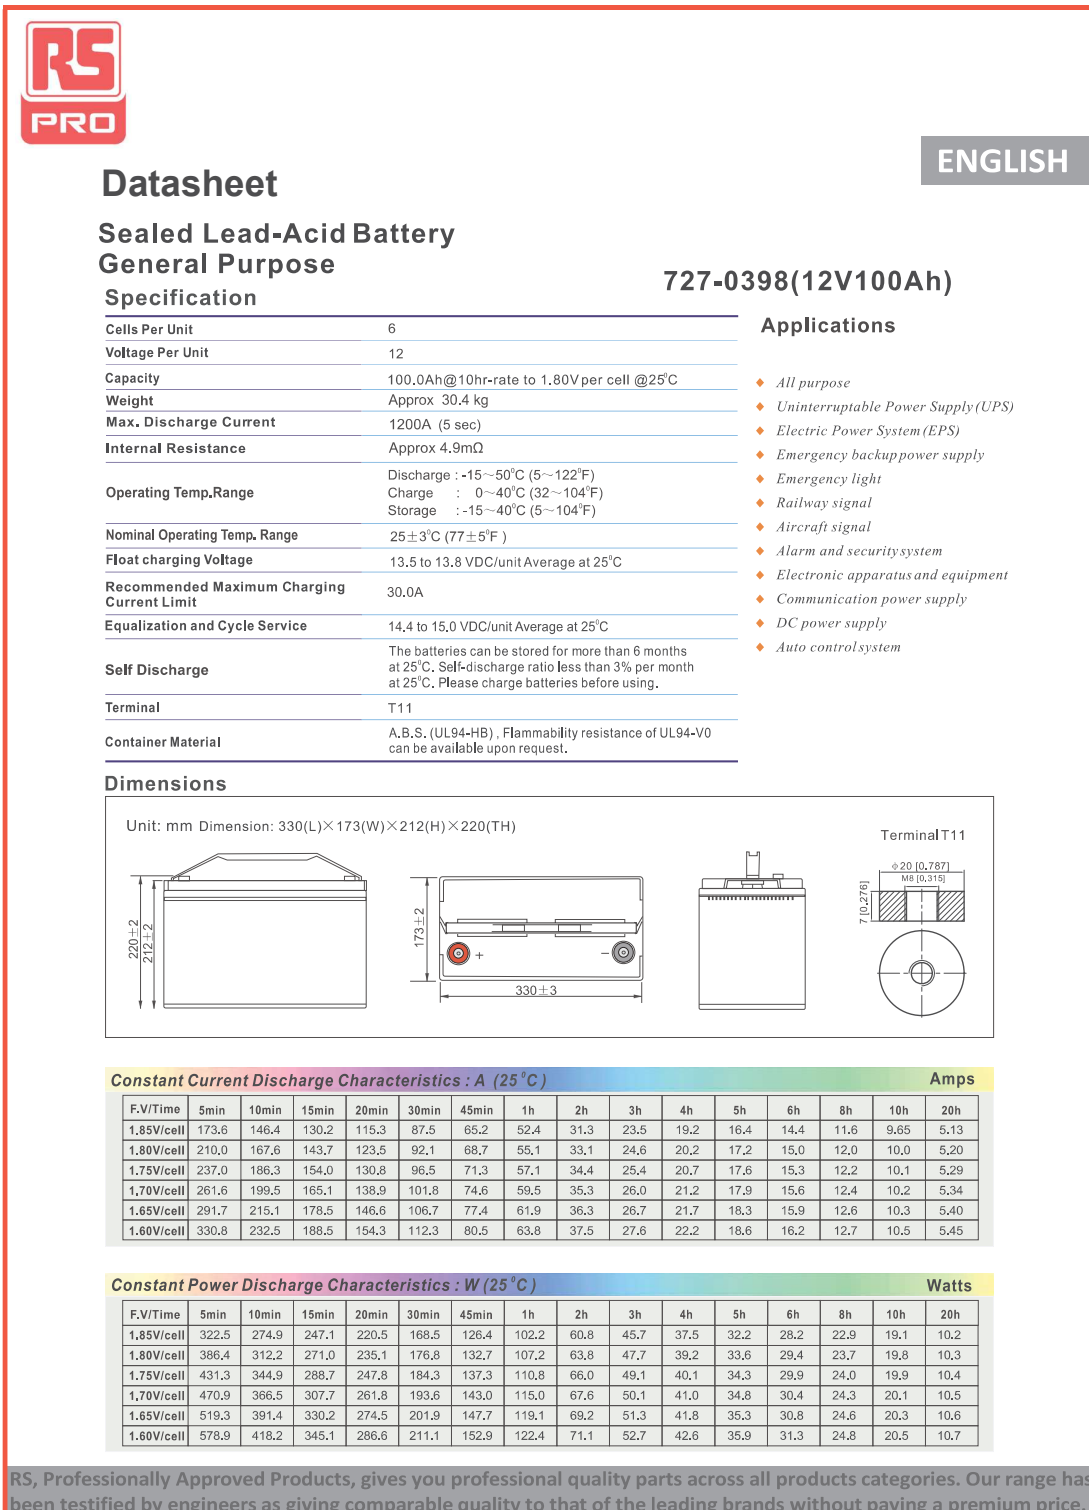 RS
PRO
ENGLISH
Datasheet
Sealed Lead-Acid Battery
General Purpose
727-0398(12V100Ah)
Specification
Cells Per Unit 6
Voltage Per Unit 12
Capacity 100.0Ah@10hr-rate to 1.80V per cell @25⁰C
Weight Approx 30.4 kg
Max. Discharge Current 1200A (5 sec)
Internal Resistance Approx 4.9mΩ
Operating Temp.Range
Discharge : -15～50⁰C (5～122⁰F)
Charge : 0～40⁰C (32～104⁰F)
Storage : -15～40⁰C (5～104⁰F)
Nominal Operating Temp. Range 25±3⁰C (77±5⁰F )
Float charging Voltage 13.5 to 13.8 VDC/unit Average at 25⁰C
Recommended Maximum Charging
Current Limit
30.0A
Equalization and Cycle Service 14.4 to 15.0 VDC/unit Average at 25⁰C
Self Discharge
The batteries can be stored for more than 6 months
at 25⁰C. Self-discharge ratio less than 3% per month
at 25⁰C. Please charge batteries before using.
Terminal T11
Container Material
A.B.S. (UL94-HB) , Flammability resistance of UL94-V0
can be available upon request.
Applications
♦ All purpose
♦ Uninterruptable Power Supply (UPS)
♦ Electric Power System (EPS)
♦ Emergency backup power supply
♦ Emergency light
♦ Railway signal
♦ Aircraft signal
♦ Alarm and security system
♦ Electronic apparatus and equipment
♦ Communication power supply
♦ DC power supply
♦ Auto control system
Dimensions
Unit: mm Dimension: 330(L)×173(W)×212(H)×220(TH)
220±2
212±2
173±2
+
−
330±3
Terminal T11
ϕ20 [0.787]
M8 [0.315]
7 [0.276]
Constant Current Discharge Characteristics : A (25⁰C ) Amps
F.V/Time 5min 10min 15min 20min 30min 45min 1h 2h 3h 4h 5h 6h 8h 10h 20h
1.85V/cell 173.6 146.4 130.2 115.3 87.5 65.2 52.4 31.3 23.5 19.2 16.4 14.4 11.6 9.65 5.13
1.80V/cell 210.0 167.6 143.7 123.5 92.1 68.7 55.1 33.1 24.6 20.2 17.2 15.0 12.0 10.0 5.20
1.75V/cell 237.0 186.3 154.0 130.8 96.5 71.3 57.1 34.4 25.4 20.7 17.6 15.3 12.2 10.1 5.29
1.70V/cell 261.6 199.5 165.1 138.9 101.8 74.6 59.5 35.3 26.0 21.2 17.9 15.6 12.4 10.2 5.34
1.65V/cell 291.7 215.1 178.5 146.6 106.7 77.4 61.9 36.3 26.7 21.7 18.3 15.9 12.6 10.3 5.40
1.60V/cell 330.8 232.5 188.5 154.3 112.3 80.5 63.8 37.5 27.6 22.2 18.6 16.2 12.7 10.5 5.45
Constant Power Discharge Characteristics : W (25⁰C ) Watts
F.V/Time 5min 10min 15min 20min 30min 45min 1h 2h 3h 4h 5h 6h 8h 10h 20h
1.85V/cell 322.5 274.9 247.1 220.5 168.5 126.4 102.2 60.8 45.7 37.5 32.2 28.2 22.9 19.1 10.2
1.80V/cell 386.4 312.2 271.0 235.1 176.8 132.7 107.2 63.8 47.7 39.2 33.6 29.4 23.7 19.8 10.3
1.75V/cell 431.3 344.9 288.7 247.8 184.3 137.3 110.8 66.0 49.1 40.1 34.3 29.9 24.0 19.9 10.4
1.70V/cell 470.9 366.5 307.7 261.8 193.6 143.0 115.0 67.6 50.1 41.0 34.8 30.4 24.3 20.1 10.5
1.65V/cell 519.3 391.4 330.2 274.5 201.9 147.7 119.1 69.2 51.3 41.8 35.3 30.8 24.6 20.3 10.6
1.60V/cell 578.9 418.2 345.1 286.6 211.1 152.9 122.4 71.1 52.7 42.6 35.9 31.3 24.8 20.5 10.7
RS, Professionally Approved Products, gives you professional quality parts across all products categories. Our range has
been testified by engineers as giving comparable quality to that of the leading brands without paying a premium price.